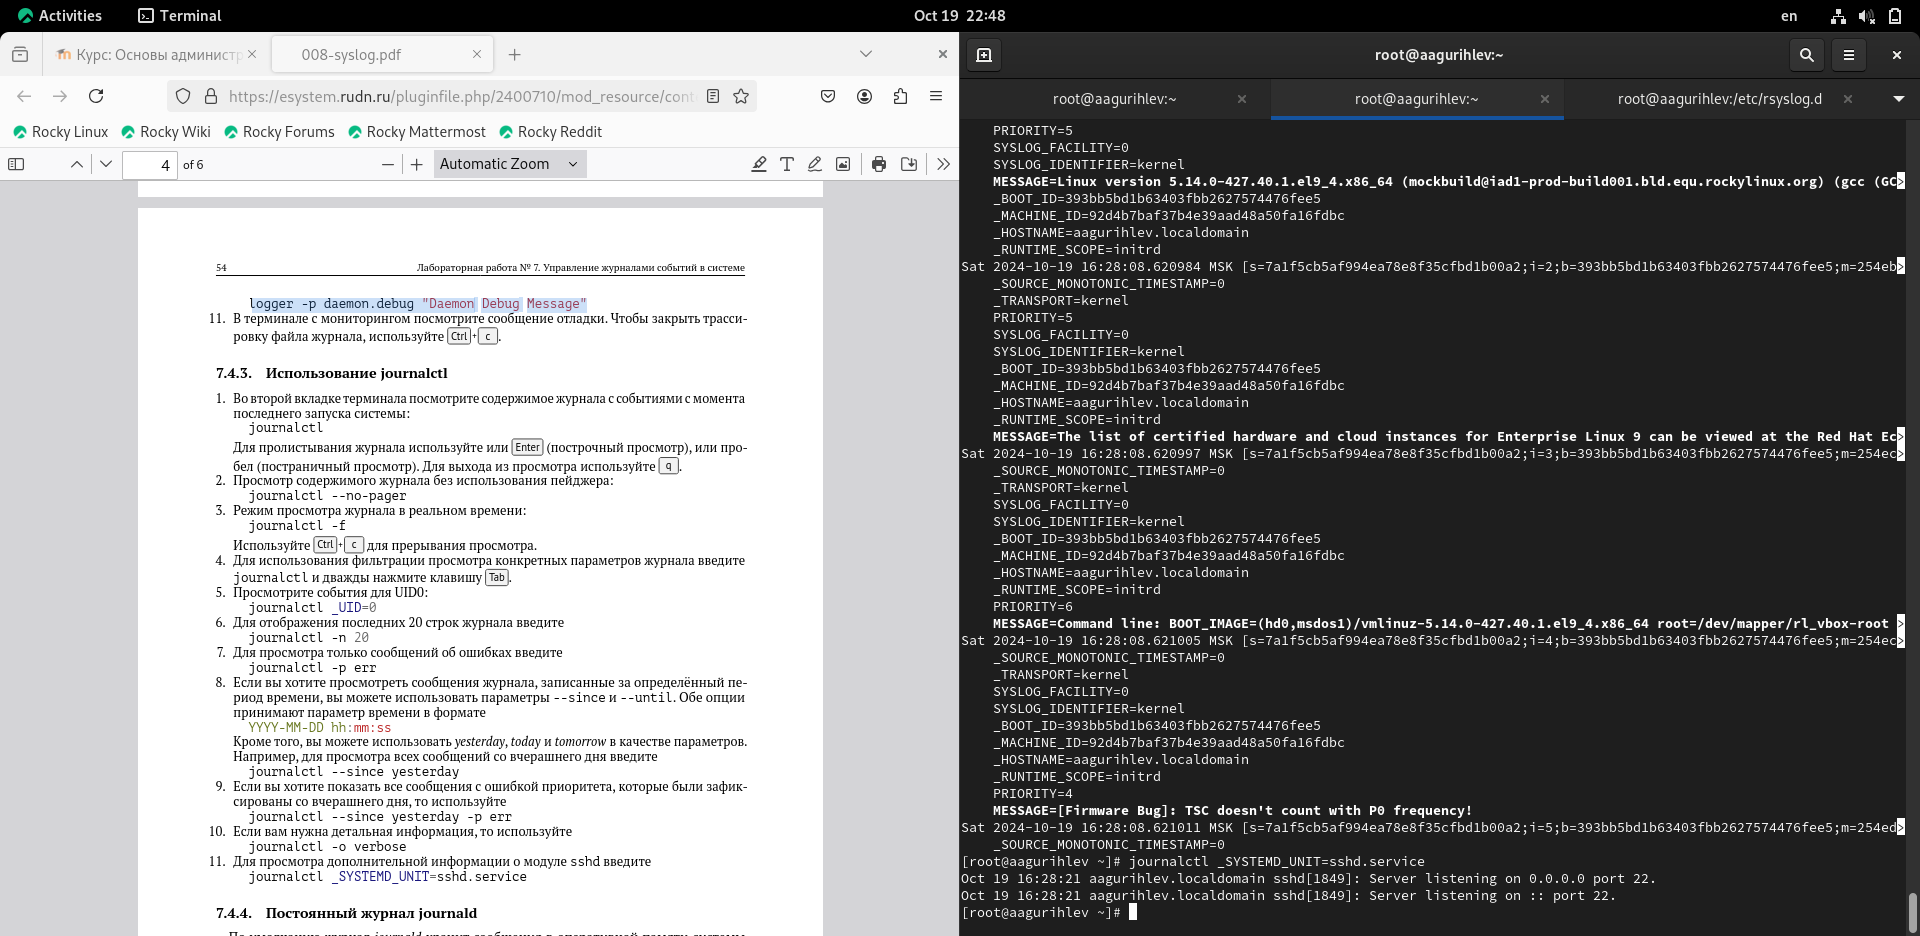 Activities
Terminal
Oct 19 22:48
en
Курс: Основы администр
008-syslog.pdf
https://esystem.rudn.ru/pluginfile.php/2400710/mod_resource/cont
Rocky Linux
Rocky Wiki
Rocky Forums
Rocky Mattermost
Rocky Reddit
4 of 6
Automatic Zoom
54 Лабораторная работа № 7. Управление журналами событий в системе
logger -p daemon.debug "Daemon Debug Message"
11. В терминале с мониторингом посмотрите сообщение отладки. Чтобы закрыть трасси-
ровку файла журнала, используйте Ctrl + c .
7.4.3. Использование journalctl
1. Во второй вкладке терминала посмотрите содержимое журнала с событиями с момента
последнего запуска системы:
journalctl
Для пролистывания журнала используйте или Enter (построчный просмотр), или про-
бел (постраничный просмотр). Для выхода из просмотра используйте q .
2. Просмотр содержимого журнала без использования пейджера:
journalctl --no-pager
3. Режим просмотра журнала в реальном времени:
journalctl -f
Используйте Ctrl + c для прерывания просмотра.
4. Для использования фильтрации просмотра конкретных параметров журнала введите
journalctl и дважды нажмите клавишу Tab .
5. Просмотрите события для UID0:
journalctl _UID=0
6. Для отображения последних 20 строк журнала введите
journalctl -n 20
7. Для просмотра только сообщений об ошибках введите
journalctl -p err
8. Если вы хотите просмотреть сообщения журнала, записанные за определённый пе-
риод времени, вы можете использовать параметры --since и --until. Обе опции
принимают параметр времени в формате
YYYY-MM-DD hh:mm:ss
Кроме того, вы можете использовать yesterday, today и tomorrow в качестве параметров.
Например, для просмотра всех сообщений со вчерашнего дня введите
journalctl --since yesterday
9. Если вы хотите показать все сообщения с ошибкой приоритета, которые были зафик-
сированы со вчерашнего дня, то используйте
journalctl --since yesterday -p err
10. Если вам нужна детальная информация, то используйте
journalctl -o verbose
11. Для просмотра дополнительной информации о модуле sshd введите
journalctl _SYSTEMD_UNIT=sshd.service
7.4.4. Постоянный журнал journald
root@aagurihlev:~
root@aagurihlev:~
root@aagurihlev:~
root@aagurihlev:/etc/rsyslog.d
PRIORITY=5
SYSLOG_FACILITY=0
SYSLOG_IDENTIFIER=kernel
MESSAGE=Linux version 5.14.0-427.40.1.el9_4.x86_64 (mockbuild@iad1-prod-build001.bld.equ.rockylinux.org) (gcc (GC>
_BOOT_ID=393bb5bd1b63403fbb2627574476fee5
_MACHINE_ID=92d4b7baf37b4e39aad48a50fa16fdbc
_HOSTNAME=aagurihlev.localdomain
_RUNTIME_SCOPE=initrd
Sat 2024-10-19 16:28:08.620984 MSK [s=7a1f5cb5af994ea78e8f35cfbd1b00a2;i=2;b=393bb5bd1b63403fbb2627574476fee5;m=254eb>
_SOURCE_MONOTONIC_TIMESTAMP=0
_TRANSPORT=kernel
PRIORITY=5
SYSLOG_FACILITY=0
SYSLOG_IDENTIFIER=kernel
_BOOT_ID=393bb5bd1b63403fbb2627574476fee5
_MACHINE_ID=92d4b7baf37b4e39aad48a50fa16fdbc
_HOSTNAME=aagurihlev.localdomain
_RUNTIME_SCOPE=initrd
MESSAGE=The list of certified hardware and cloud instances for Enterprise Linux 9 can be viewed at the Red Hat Ec>
Sat 2024-10-19 16:28:08.620997 MSK [s=7a1f5cb5af994ea78e8f35cfbd1b00a2;i=3;b=393bb5bd1b63403fbb2627574476fee5;m=254ec>
_SOURCE_MONOTONIC_TIMESTAMP=0
_TRANSPORT=kernel
SYSLOG_FACILITY=0
SYSLOG_IDENTIFIER=kernel
_BOOT_ID=393bb5bd1b63403fbb2627574476fee5
_MACHINE_ID=92d4b7baf37b4e39aad48a50fa16fdbc
_HOSTNAME=aagurihlev.localdomain
_RUNTIME_SCOPE=initrd
PRIORITY=6
MESSAGE=Command line: BOOT_IMAGE=(hd0,msdos1)/vmlinuz-5.14.0-427.40.1.el9_4.x86_64 root=/dev/mapper/rl_vbox-root >
Sat 2024-10-19 16:28:08.621005 MSK [s=7a1f5cb5af994ea78e8f35cfbd1b00a2;i=4;b=393bb5bd1b63403fbb2627574476fee5;m=254ec>
_SOURCE_MONOTONIC_TIMESTAMP=0
_TRANSPORT=kernel
SYSLOG_FACILITY=0
SYSLOG_IDENTIFIER=kernel
_BOOT_ID=393bb5bd1b63403fbb2627574476fee5
_MACHINE_ID=92d4b7baf37b4e39aad48a50fa16fdbc
_HOSTNAME=aagurihlev.localdomain
_RUNTIME_SCOPE=initrd
PRIORITY=4
MESSAGE=[Firmware Bug]: TSC doesn't count with P0 frequency!
Sat 2024-10-19 16:28:08.621011 MSK [s=7a1f5cb5af994ea78e8f35cfbd1b00a2;i=5;b=393bb5bd1b63403fbb2627574476fee5;m=254ed>
_SOURCE_MONOTONIC_TIMESTAMP=0
[root@aagurihlev ~]# journalctl _SYSTEMD_UNIT=sshd.service
Oct 19 16:28:21 aagurihlev.localdomain sshd[1849]: Server listening on 0.0.0.0 port 22.
Oct 19 16:28:21 aagurihlev.localdomain sshd[1849]: Server listening on :: port 22.
[root@aagurihlev ~]#